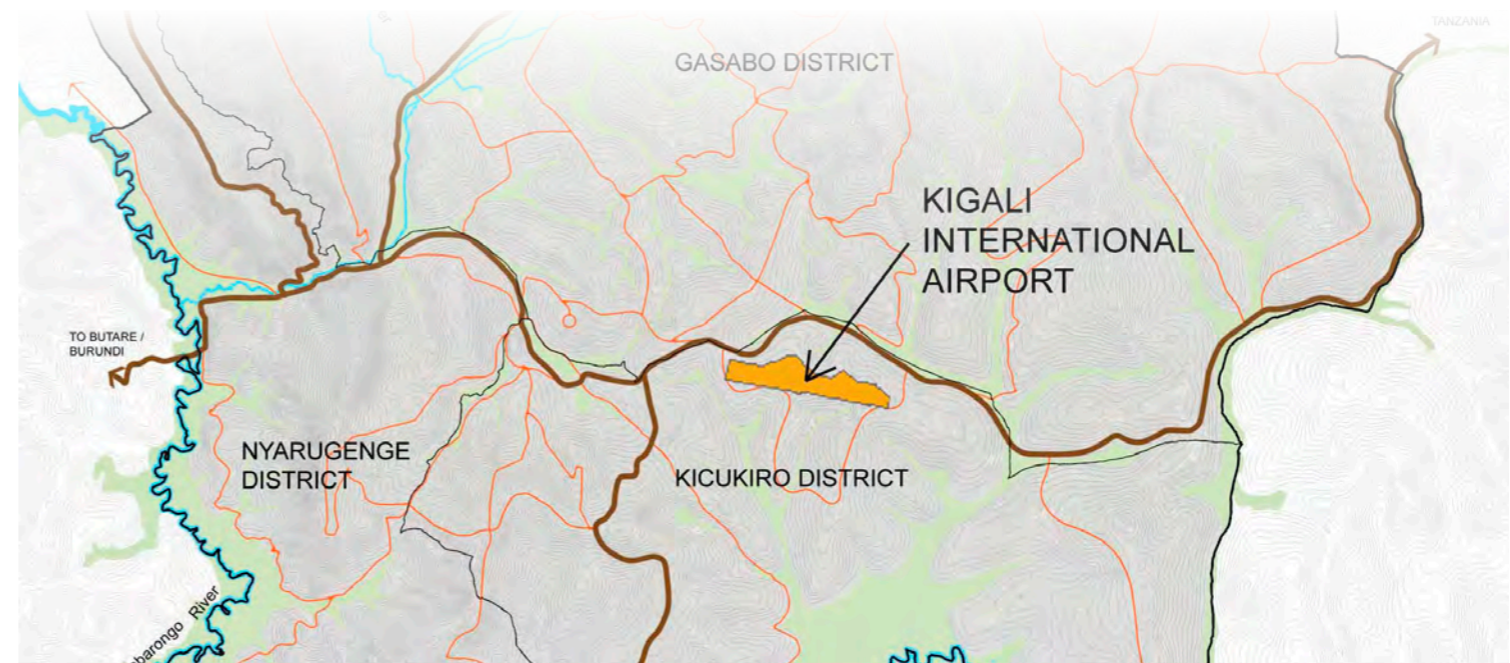 TANZANIA
GASABO DISTRICT
KIGALI
INTERNATIONAL
AIRPORT
TO BUTARE /
BURUNDI
NYARUGENGE
DISTRICT
KICUKIRO DISTRICT
River